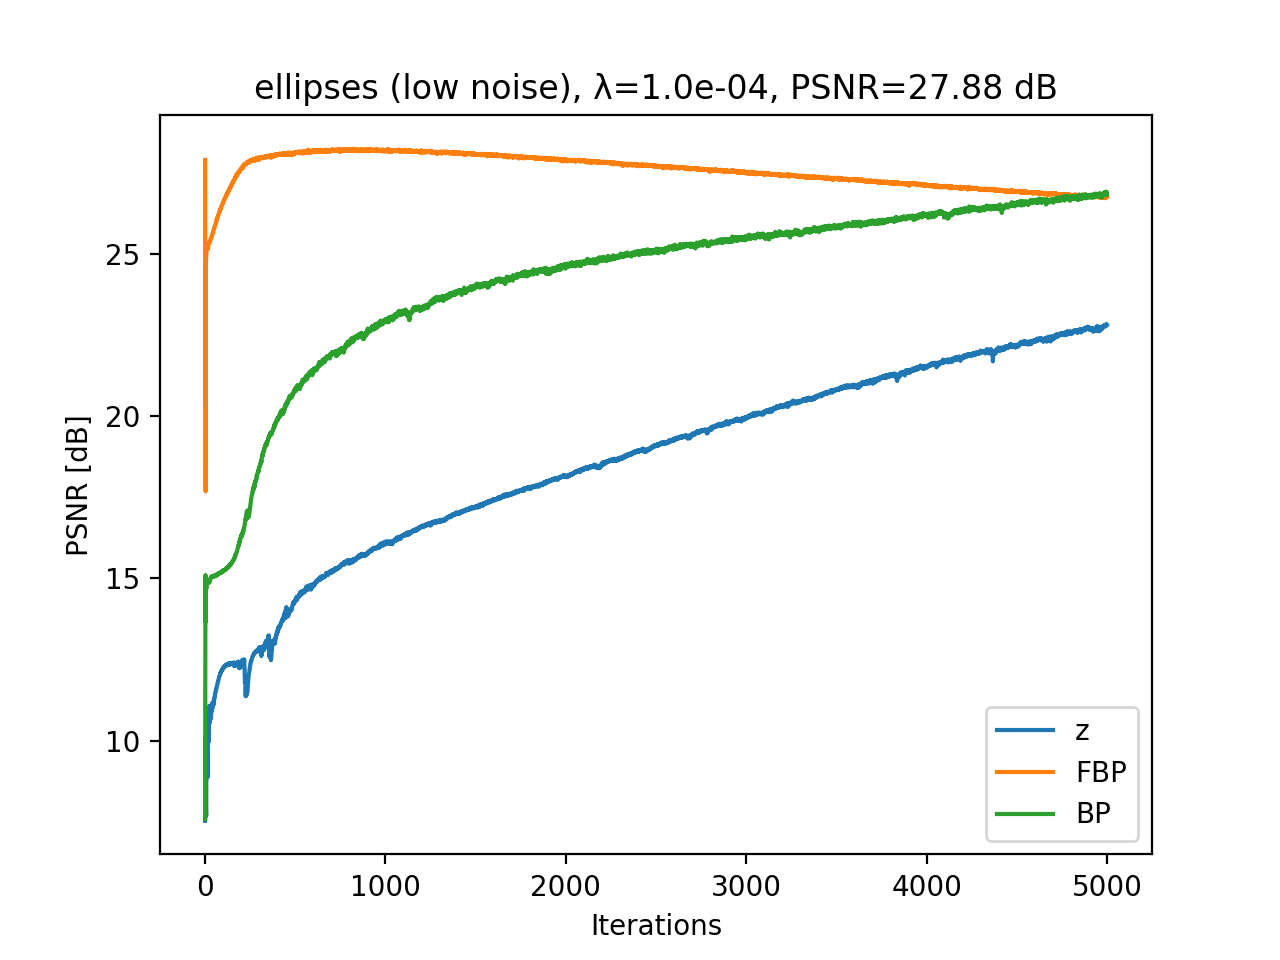 ellipses (low noise), λ=1.0e-04, PSNR=27.88 dB
PSNR [dB]
25
20
15
10
z
FBP
BP
0 1000 2000 3000 4000 5000
Iterations